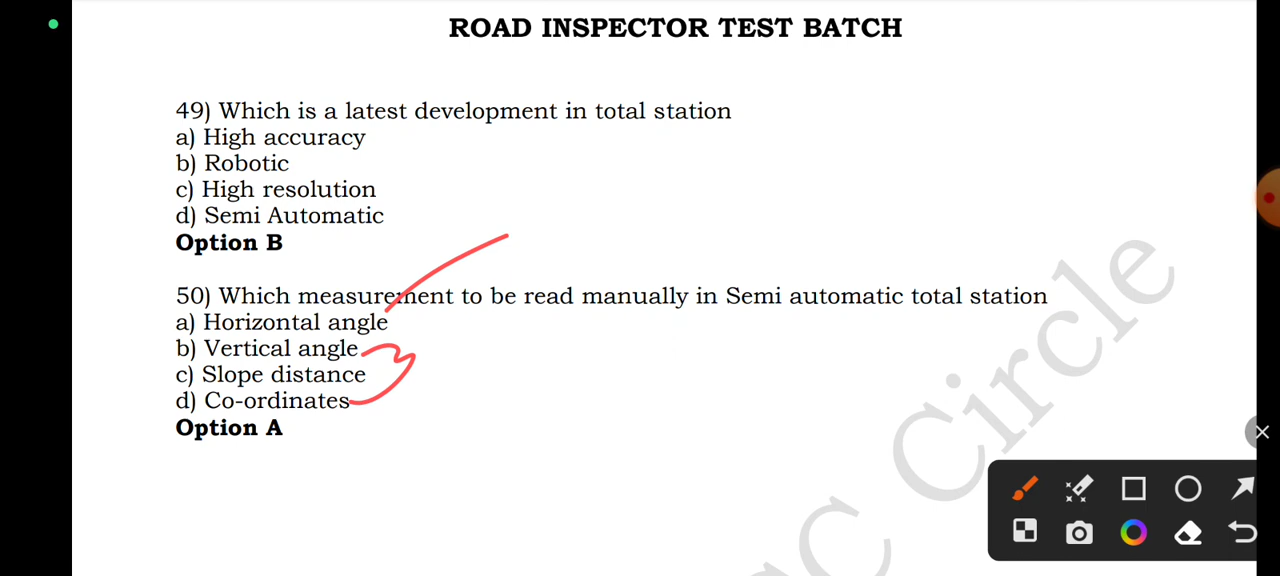 ROAD INSPECTOR TEST BATCH
49) Which is a latest development in total station
a) High accuracy
b) Robotic
c) High resolution
d) Semi Automatic
Option B
50) Which measurement to be read manually in Semi automatic total station
a) Horizontal angle
b) Vertical angle
c) Slope distance
d) Co-ordinates
Option A
Circle